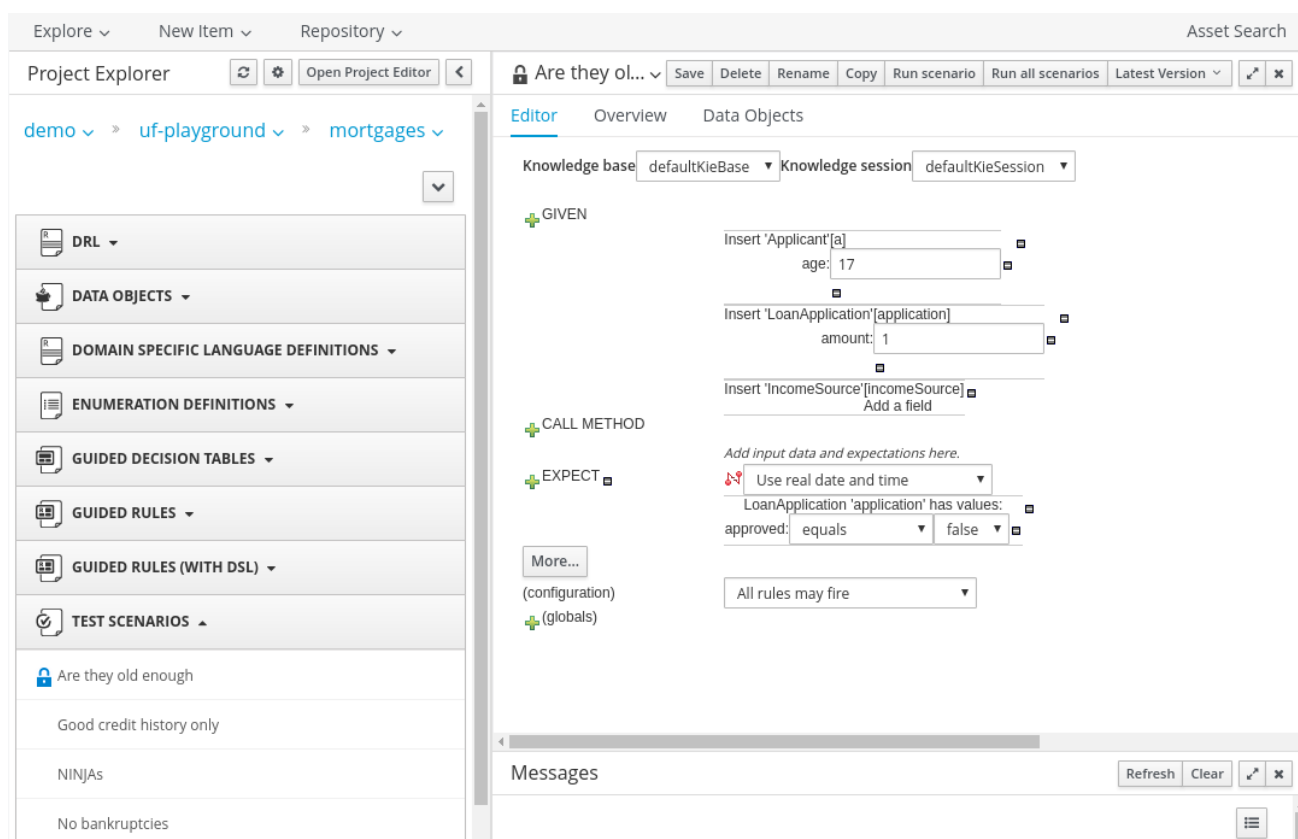 Explore New Item Repository Asset Search
Project Explorer Open Project Editor
Are they ol... Save Delete Rename Copy Run scenario Run all scenarios Latest Version
demo » uf-playground » mortgages
DRL
DATA OBJECTS
DOMAIN SPECIFIC LANGUAGE DEFINITIONS
ENUMERATION DEFINITIONS
GUIDED DECISION TABLES
GUIDED RULES
GUIDED RULES (WITH DSL)
TEST SCENARIOS
Are they old enough
Good credit history only
NINJAs
No bankruptcies
Editor Overview Data Objects
Knowledge base defaultKieBase Knowledge session defaultKieSession
GIVEN
Insert 'Applicant'[a]
age: 17
Insert 'LoanApplication'[application]
amount: 1
Insert 'IncomeSource'[incomeSource]
Add a field
CALL METHOD
Add input data and expectations here.
EXPECT Use real date and time
LoanApplication 'application' has values:
approved: equals false
More...
(configuration) All rules may fire
(globals)
Messages Refresh Clear